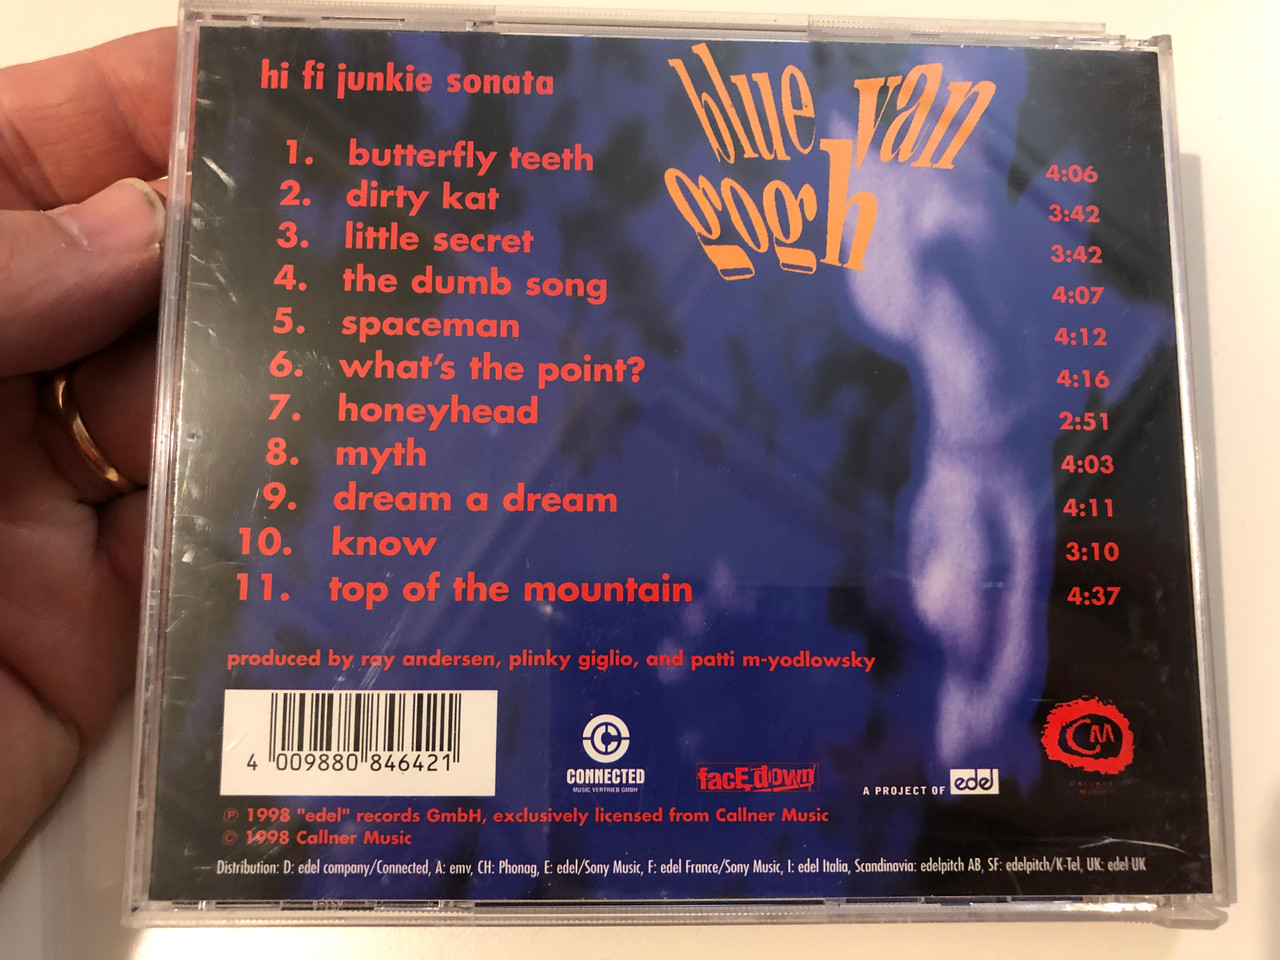 hi fi junkie sonata
blue van
gogh
1. butterfly teeth 4:06
2. dirty kat 3:42
3. little secret 3:42
4. the dumb song 4:07
5. spaceman 4:12
6. what's the point? 4:16
7. honeyhead 2:51
8. myth 4:03
9. dream a dream 4:11
10. know 3:10
11. top of the mountain 4:37
produced by ray andersen, plinky giglio, and patti m-yodlowsky
4 009880 846421
CONNECTED
MUSIC VERTRIEB GMBH
facE down
A PROJECT OF edel
CM
CALLNER
MUSIC
℗ 1998 "edel" records GmbH, exclusively licensed from Callner Music
© 1998 Callner Music
Distribution: D: edel company/Connected, A: emv, CH: Phonag, E: edel/Sony Music, F: edel France/Sony Music, I: edel Italia, Scandinavia: edelpitch AB, SF: edelpitch/K-Tel, UK: edel UK